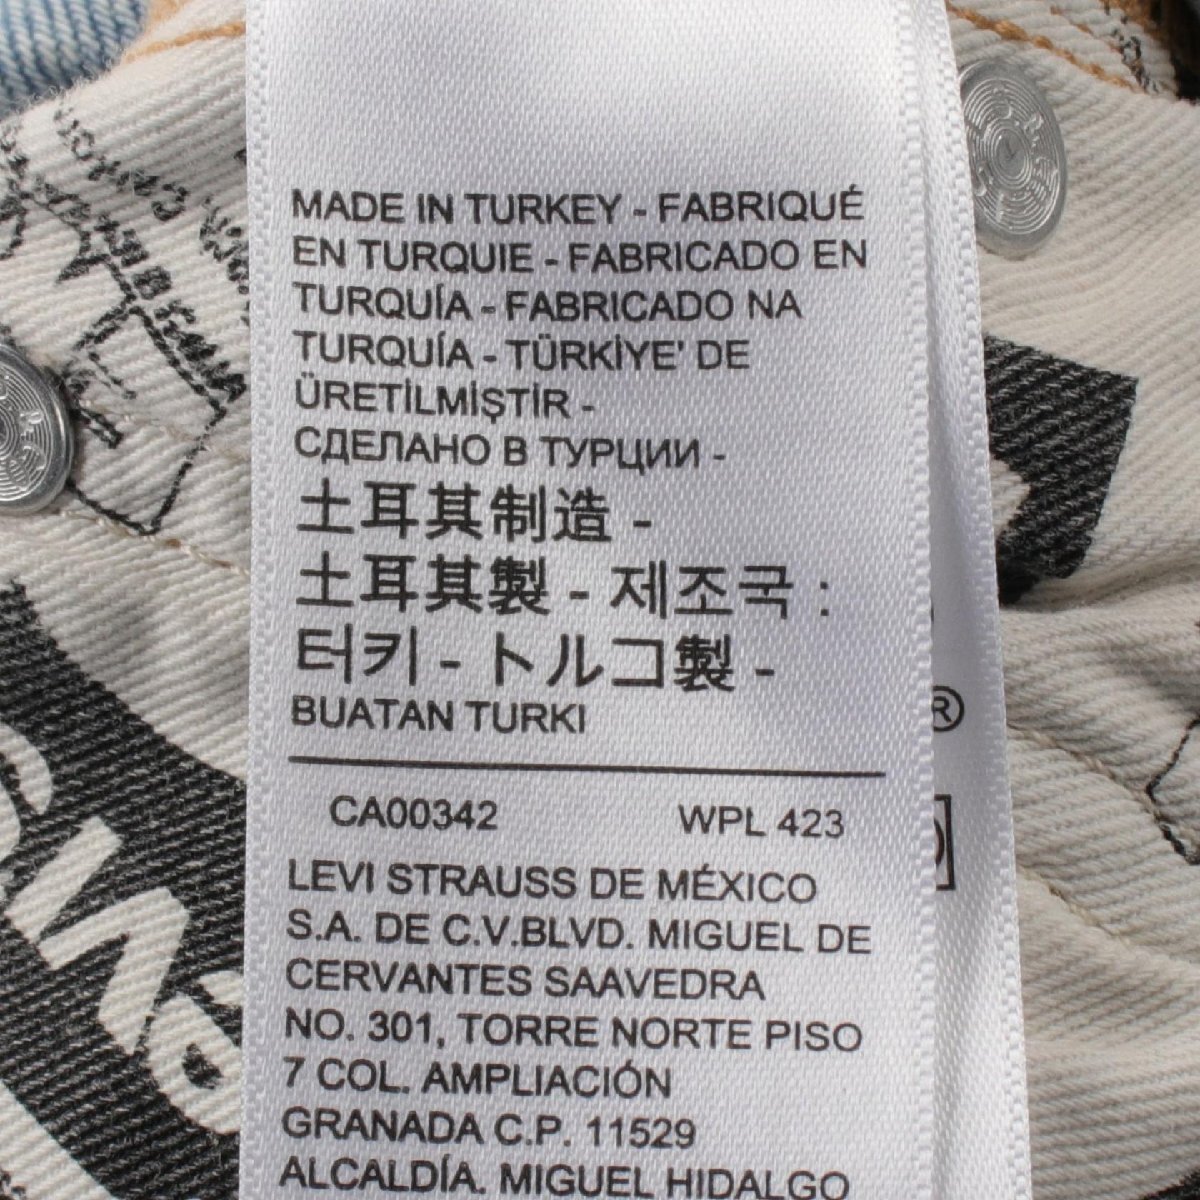 MADE IN TURKEY - FABRIQUÉ
EN TURQUIE - FABRICADO EN
TURQUÍA - FABRICADO NA
TURQUÍA - TÜRKİYE' DE
ÜRETİLMİŞTİR -
СДЕЛАНО В ТУРЦИИ -
土耳其制造 -
土耳其製 - 제조국 :
터키 - トルコ製 -
BUATAN TURKI
CA00342 WPL 423
LEVI STRAUSS DE MÉXICO
S.A. DE C.V.BLVD. MIGUEL DE
CERVANTES SAAVEDRA
NO. 301, TORRE NORTE PISO
7 COL. AMPLIACIÓN
GRANADA C.P. 11529
ALCALDÍA. MIGUEL HIDALGO
®